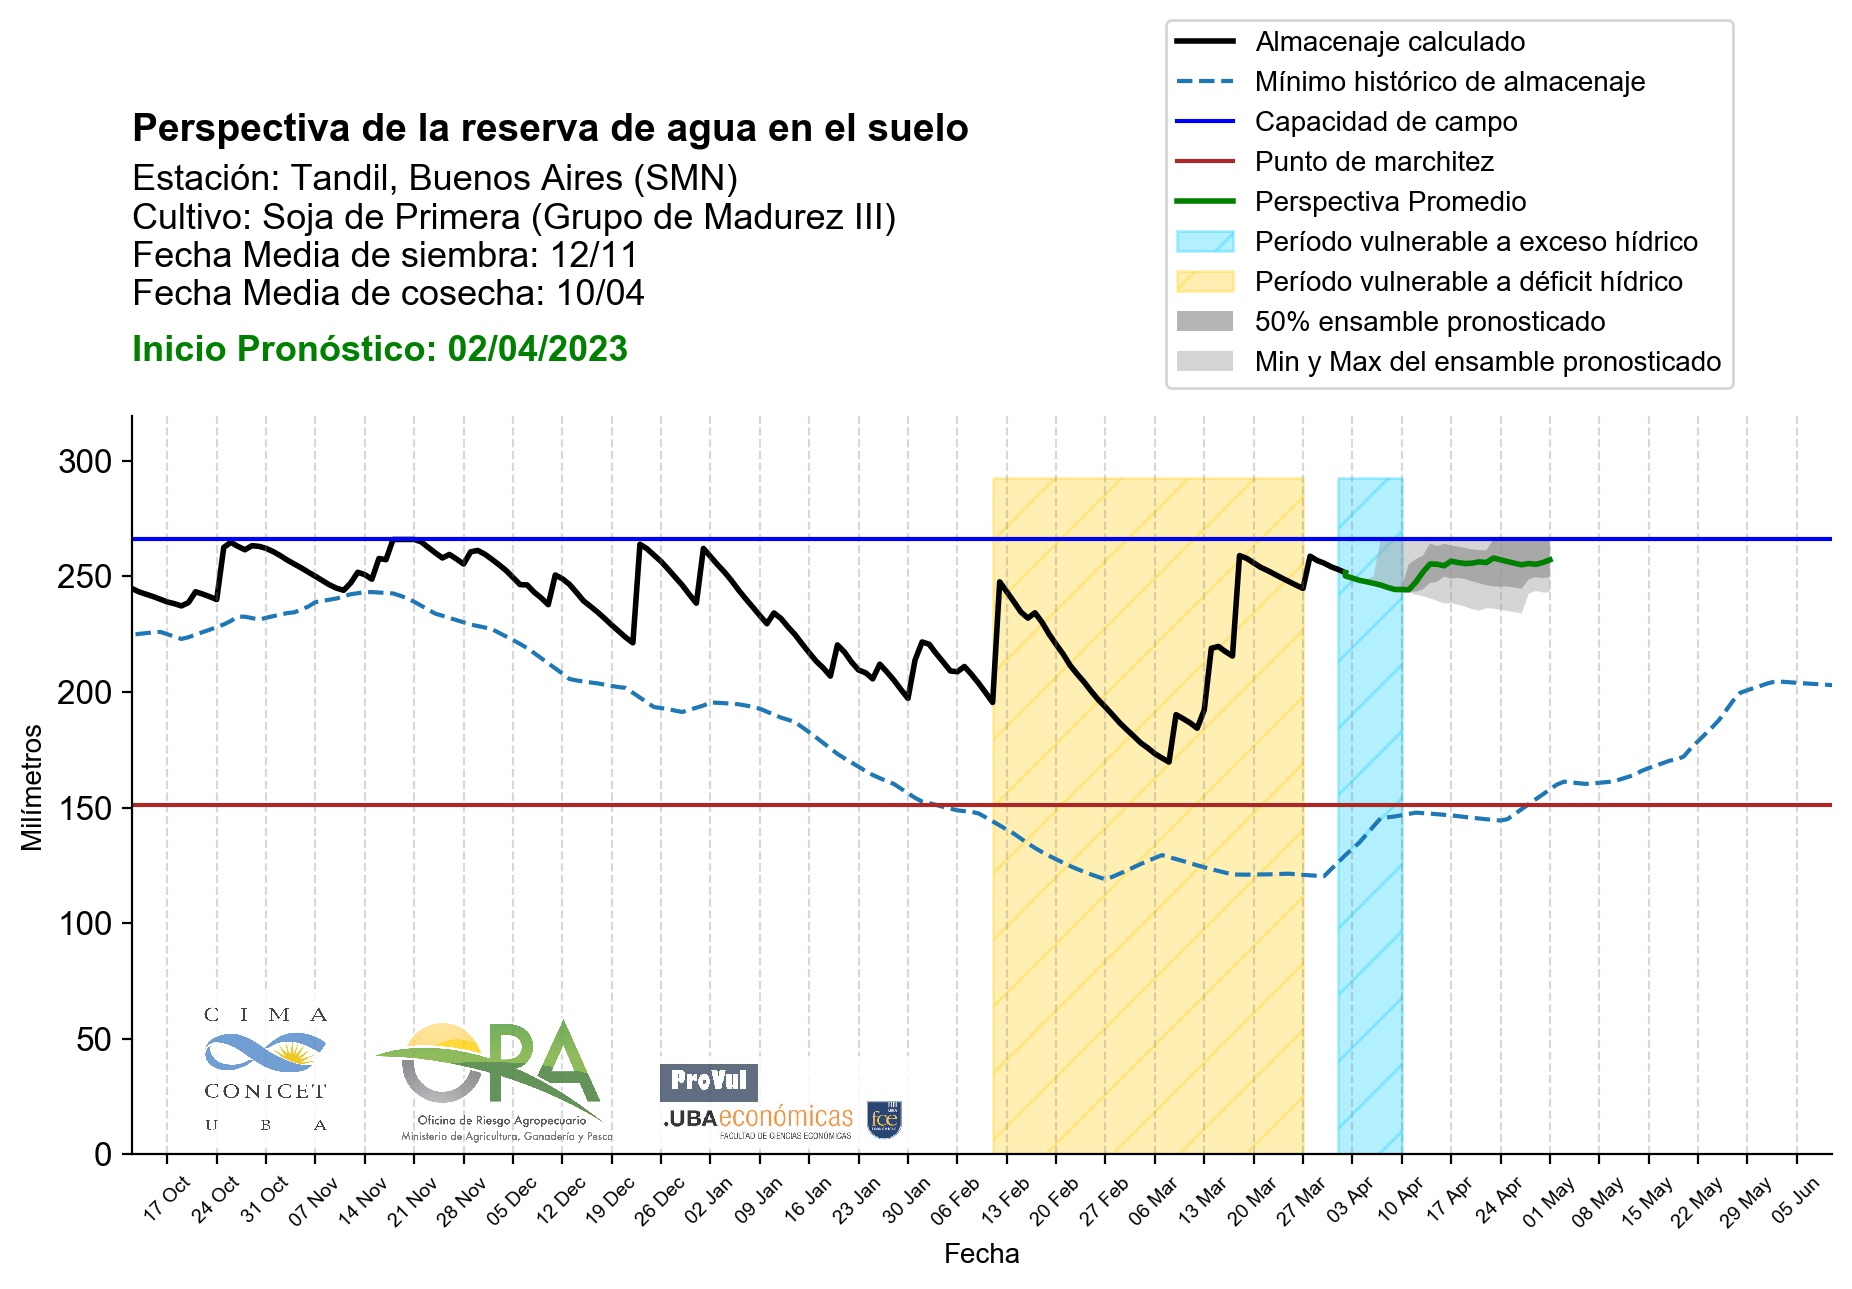 Almacenaje calculado
Mínimo histórico de almacenaje
Capacidad de campo
Punto de marchitez
Perspectiva Promedio
Período vulnerable a exceso hídrico
Período vulnerable a déficit hídrico
50% ensamble pronosticado
Min y Max del ensamble pronosticado
Perspectiva de la reserva de agua en el suelo
Estación: Tandil, Buenos Aires (SMN)
Cultivo: Soja de Primera (Grupo de Madurez III)
Fecha Media de siembra: 12/11
Fecha Media de cosecha: 10/04
Inicio Pronóstico: 02/04/2023
Milímetros
300
250
200
150
100
50
0
C I M A
CONICET
U B A
ORA
Oficina de Riesgo Agropecuario
Ministerio de Agricultura, Ganadería y Pesca
ProVul
.UBAeconómicas
FACULTAD DE CIENCIAS ECONÓMICAS
fce
17 Oct
24 Oct
31 Oct
07 Nov
14 Nov
21 Nov
28 Nov
05 Dec
12 Dec
19 Dec
26 Dec
02 Jan
09 Jan
16 Jan
23 Jan
30 Jan
06 Feb
13 Feb
20 Feb
27 Feb
06 Mar
13 Mar
20 Mar
27 Mar
03 Apr
10 Apr
17 Apr
24 Apr
01 May
08 May
15 May
22 May
29 May
05 Jun
Fecha